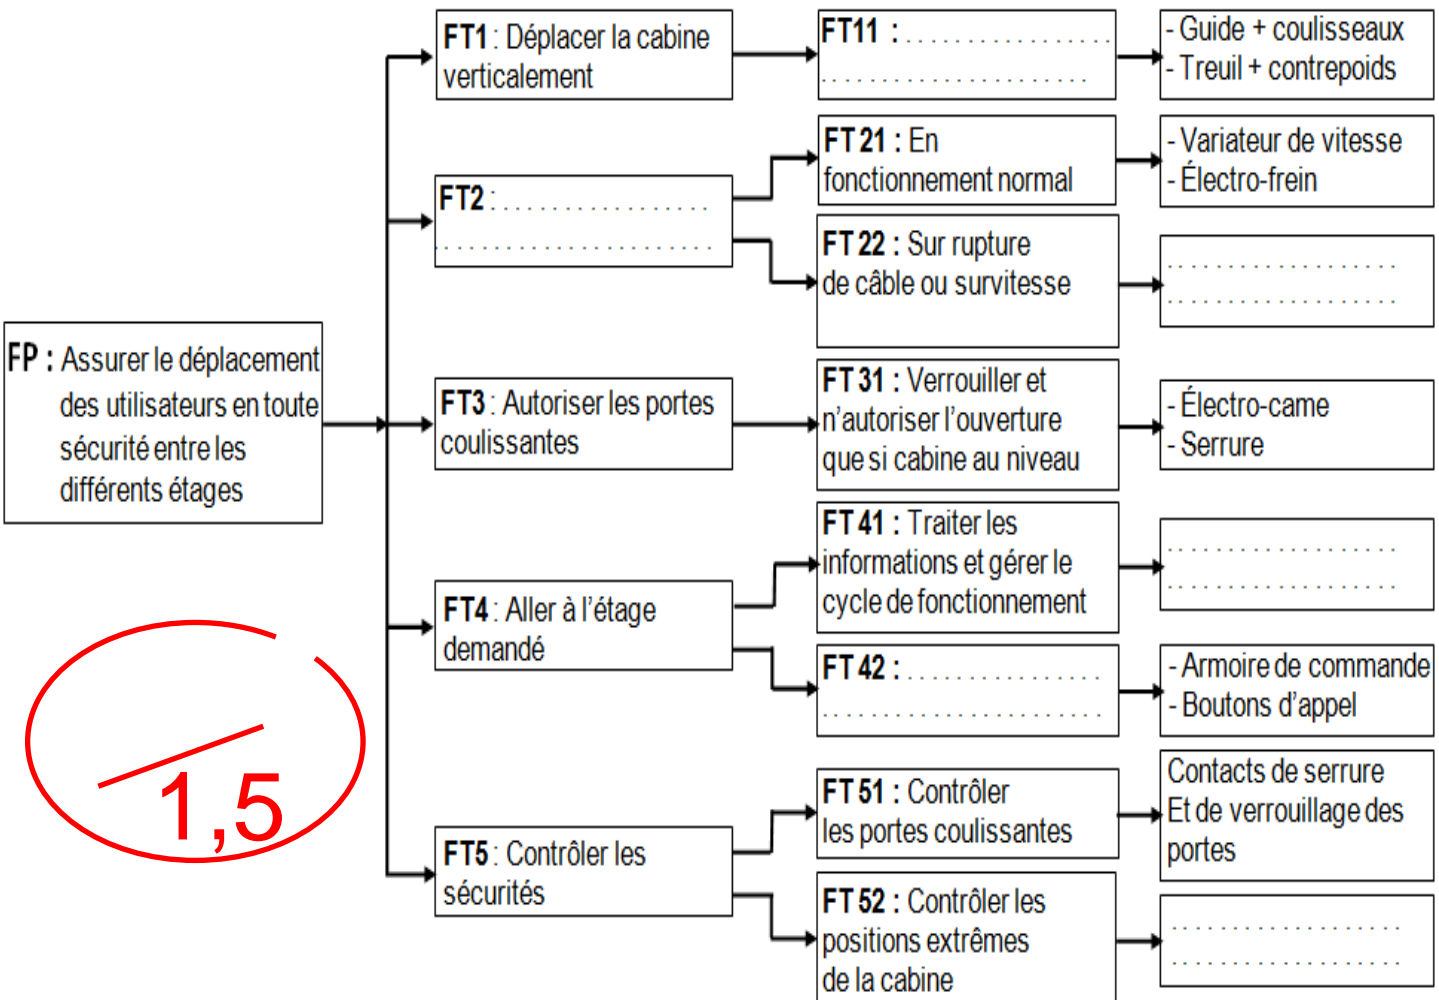 FP : Assurer le déplacement
des utilisateurs en toute
sécurité entre les
différents étages
FT1 : Déplacer la cabine
verticalement
FT11 : . . . . . . . . . . . . . . . . .
. . . . . . . . . . . . . . . . . . . . . .
- Guide + coulisseaux
- Treuil + contrepoids
FT2 : . . . . . . . . . . . . . . . . .
. . . . . . . . . . . . . . . . . . . . . . .
FT 21 : En
fonctionnement normal
- Variateur de vitesse
- Électro-frein
FT 22 : Sur rupture
de câble ou survitesse
. . . . . . . . . . . . . . . . . . .
. . . . . . . . . . . . . . . . . . .
FT3 : Autoriser les portes
coulissantes
FT 31 : Verrouiller et
n’autoriser l’ouverture
que si cabine au niveau
- Électro-came
- Serrure
FT4 : Aller à l’étage
demandé
FT 41 : Traiter les
informations et gérer le
cycle de fonctionnement
. . . . . . . . . . . . . . . . . . .
. . . . . . . . . . . . . . . . . . .
FT 42 : . . . . . . . . . . . . . . . .
. . . . . . . . . . . . . . . . . . . . . . .
- Armoire de commande
- Boutons d’appel
FT5 : Contrôler les
sécurités
FT 51 : Contrôler
les portes coulissantes
Contacts de serrure
Et de verrouillage des
portes
FT 52 : Contrôler les
positions extrêmes
de la cabine
. . . . . . . . . . . . . . . . . . .
. . . . . . . . . . . . . . . . . . .
1,5